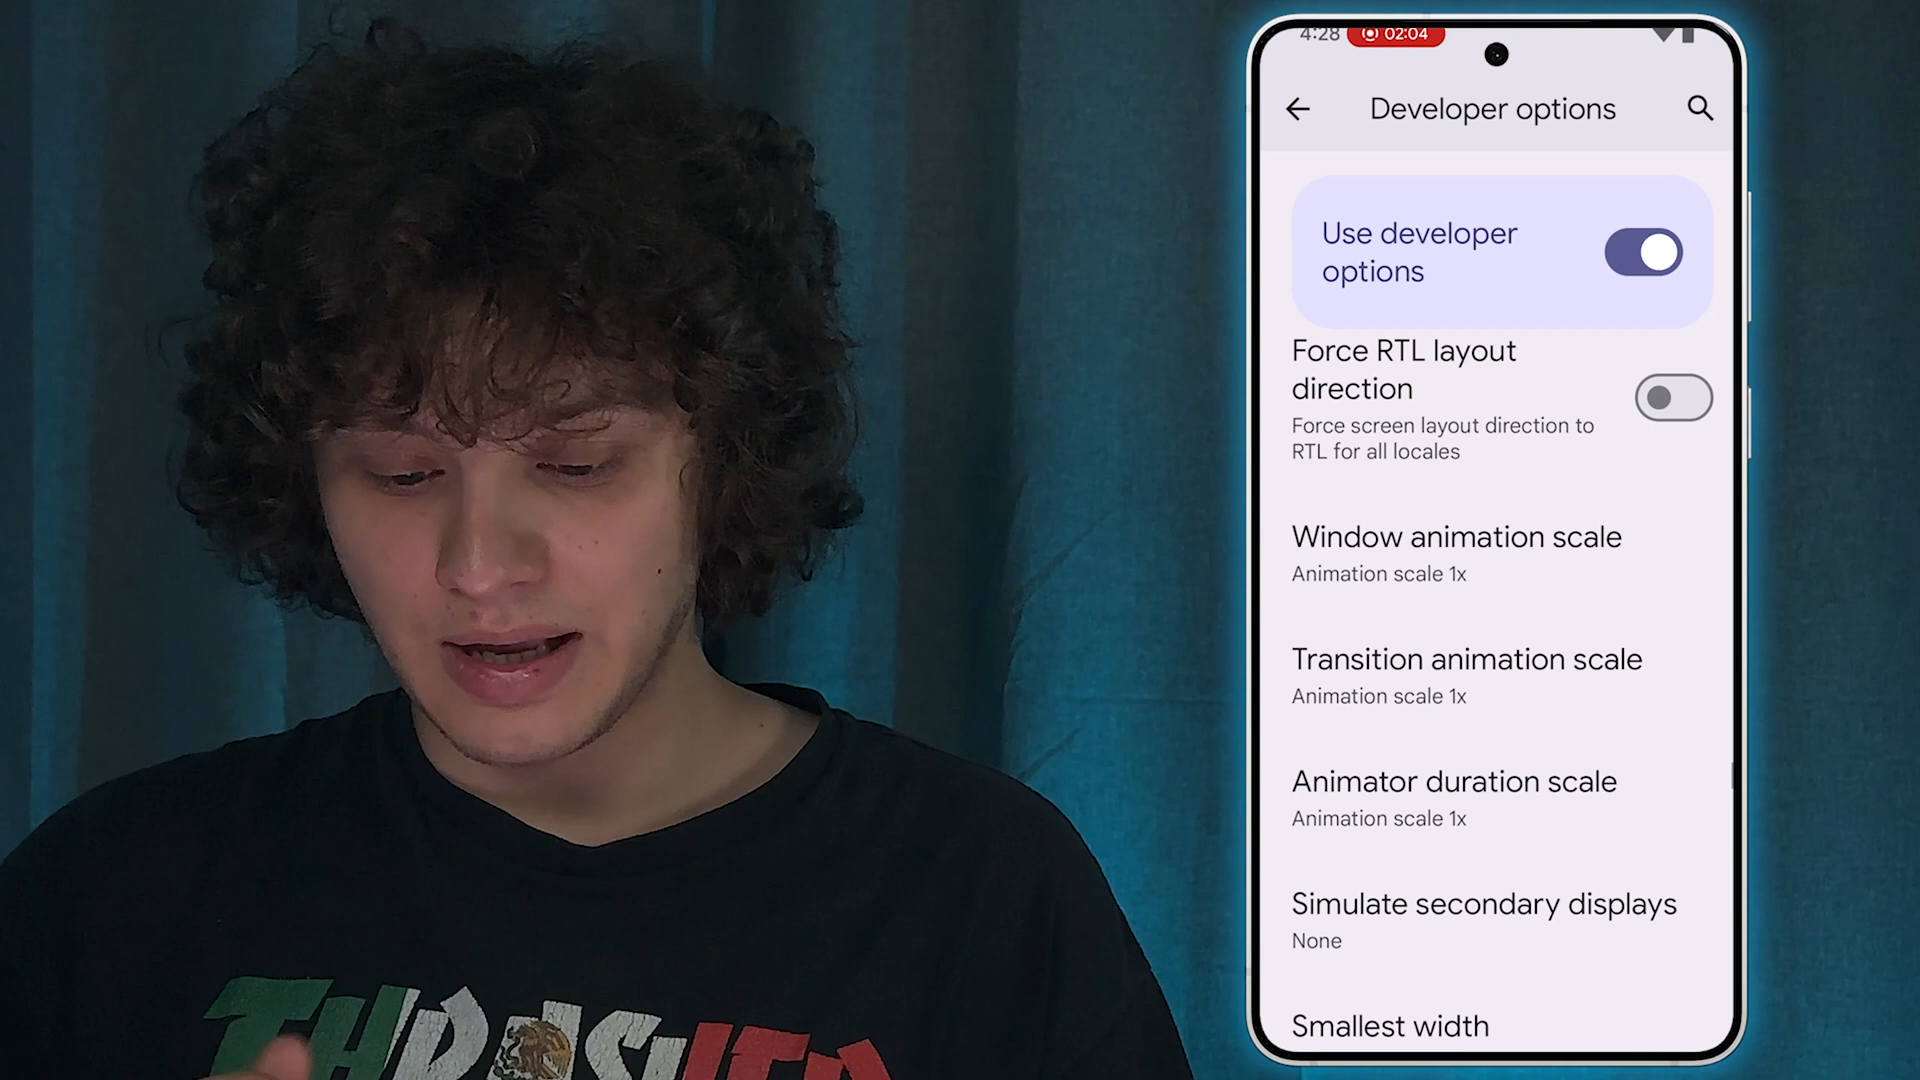 4:28 02:04
Developer options
Use developer
options
Force RTL layout
direction
Force screen layout direction to
RTL for all locales
Window animation scale
Animation scale 1x
Transition animation scale
Animation scale 1x
Animator duration scale
Animation scale 1x
Simulate secondary displays
None
Smallest width
THRASHER